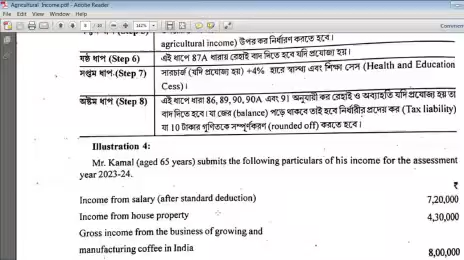 Agricultural Income.pdf - Adobe Reader
File Edit View Window Help
142%
Comment
agricultural income) উপর কর নির্ধারণ করতে হবে।
ষষ্ঠ ধাপ (Step 6) এই ধাপে 87A ধারায় রেহাই বাদ দিতে হবে যদি প্রযোজ্য হয়।
সপ্তম ধাপ (Step 7) সারচার্জ (যদি প্রযোজ্য হয়) +4% হারে স্বাস্থ্য এবং শিক্ষা সেস (Health and Education
Cess)।
অষ্টম ধাপ (Step 8) এই ধাপে ধারা 86, 89, 90, 90A এবং 91 অনুযায়ী কর রেহাই ও অব্যাহতি যদি প্রযোজ্য হয় তা
বাদ দিতে হবে। যা জের (balance) পড়ে থাকবে তাই হবে নির্ধারীর প্রদেয় কর (Tax liability)
যা 10 টাকার গুণিতকে সম্পূর্ণকরণ (rounded off) করতে হবে।
Illustration 4:
Mr. Kamal (aged 65 years) submits the following particulars of his income for the assessment
year 2023-24.
₹
Income from salary (after standard deduction) 7,20,000
Income from house property 4,30,000
Gross income from the business of growing and
manufacturing coffee in India 8,00,000